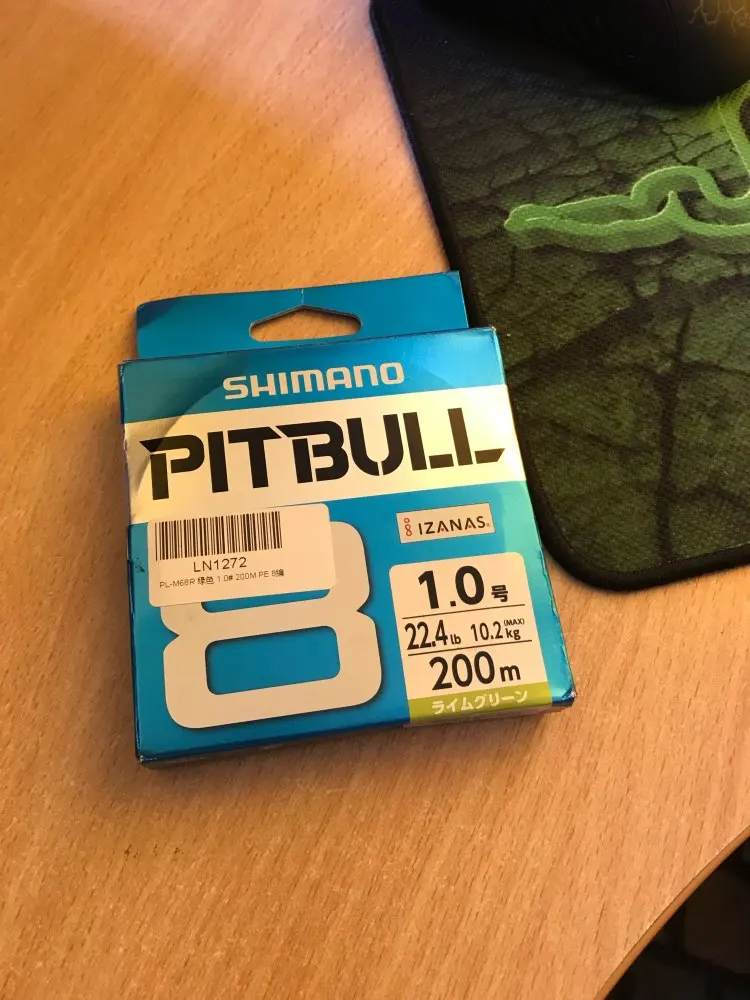 SHIMANO
PITBULL
IZANAS
LN1272
PL-M68R 绿色 1.0# 200M PE 8编
8
1.0号
22.4lb 10.2kg (MAX)
200m
ライムグリーン